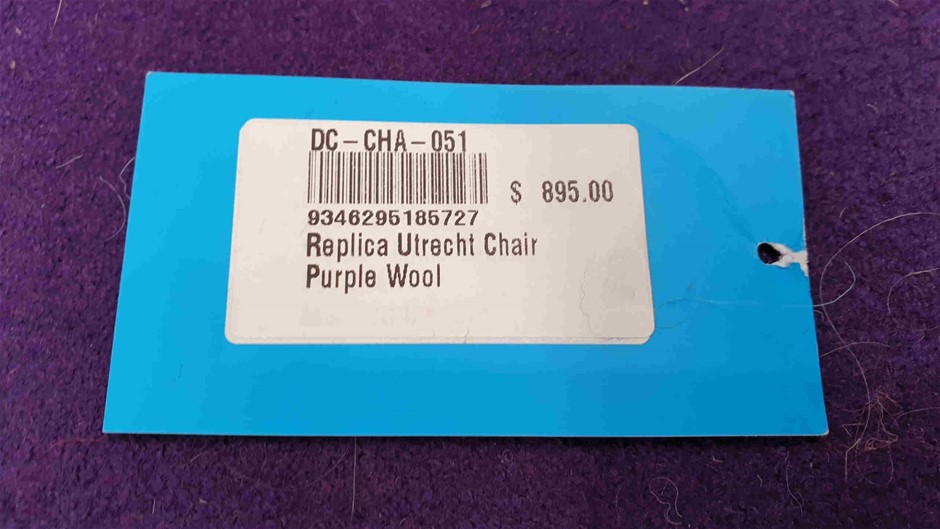 DC-CHA-051
$ 895.00
9346295185727
Replica Utrecht Chair
Purple Wool